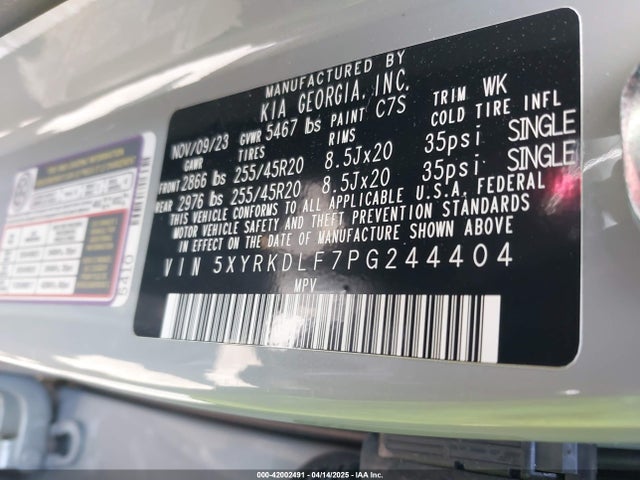 MANUFACTURED BY
KIA GEORGIA, INC.
NOV/09/23 GVWR 5467 lbs PAINT C7S TRIM WK
GAWR TIRES RIMS COLD TIRE INFL
FRONT 2866 lbs 255/45R20 8.5Jx20 35psi SINGLE
REAR 2976 lbs 255/45R20 8.5Jx20 35psi SINGLE
THIS VEHICLE CONFORMS TO ALL APPLICABLE U.S.A. FEDERAL
MOTOR VEHICLE SAFETY AND THEFT PREVENTION STANDARDS
IN EFFECT ON THE DATE OF MANUFACTURE SHOWN ABOVE
VIN 5XYRKDLF7PG244404
MPV
6410
000-42002491 - 04/14/2025 - IAA Inc.